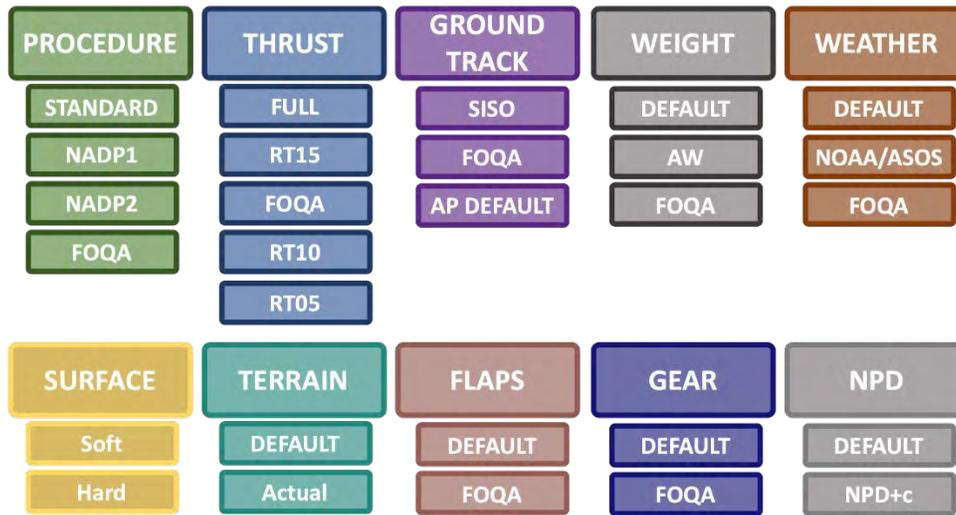 PROCEDURE
STANDARD
NADP1
NADP2
FOQA
THRUST
FULL
RT15
FOQA
RT10
RT05
GROUND
TRACK
SISO
FOQA
AP DEFAULT
WEIGHT
DEFAULT
AW
FOQA
WEATHER
DEFAULT
NOAA/ASOS
FOQA
SURFACE
Soft
Hard
TERRAIN
DEFAULT
Actual
FLAPS
DEFAULT
FOQA
GEAR
DEFAULT
FOQA
NPD
DEFAULT
NPD+c